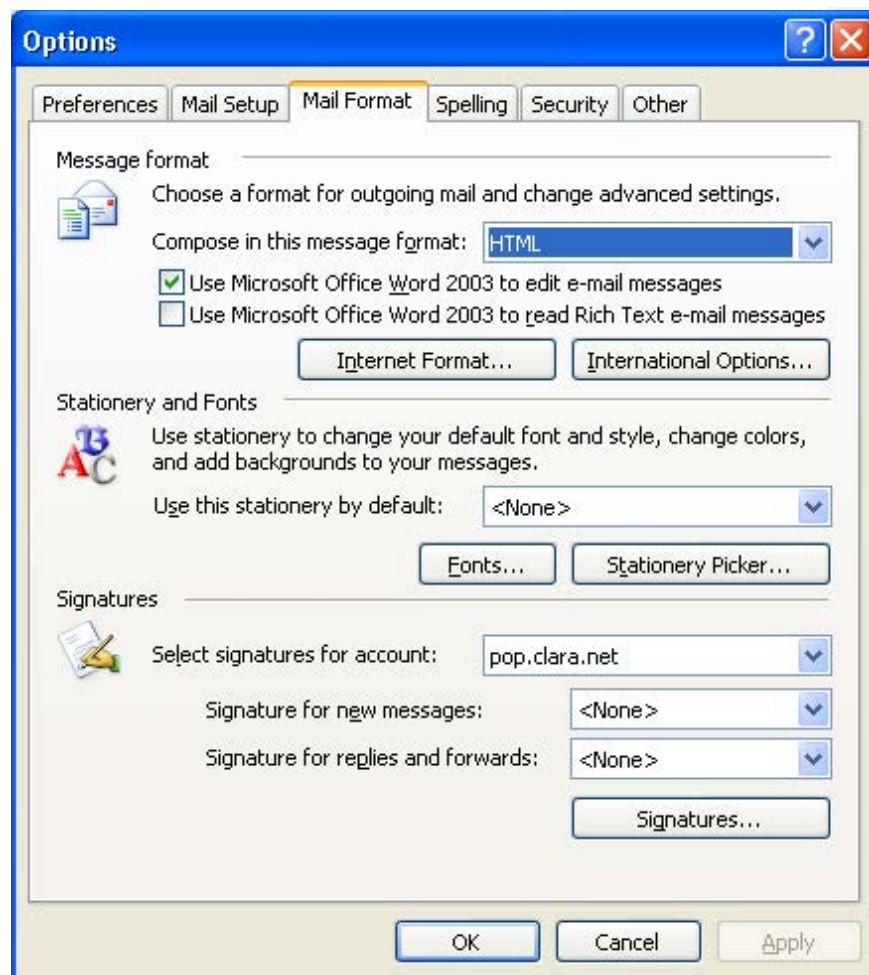 Options
Preferences Mail Setup Mail Format Spelling Security Other
Message format
Choose a format for outgoing mail and change advanced settings.
Compose in this message format: HTML
Use Microsoft Office Word 2003 to edit e-mail messages
Use Microsoft Office Word 2003 to read Rich Text e-mail messages
Internet Format... International Options...
Stationery and Fonts
Use stationery to change your default font and style, change colors,
and add backgrounds to your messages.
Use this stationery by default: <None>
Fonts... Stationery Picker...
Signatures
Select signatures for account: pop.clara.net
Signature for new messages: <None>
Signature for replies and forwards: <None>
Signatures...
OK Cancel Apply